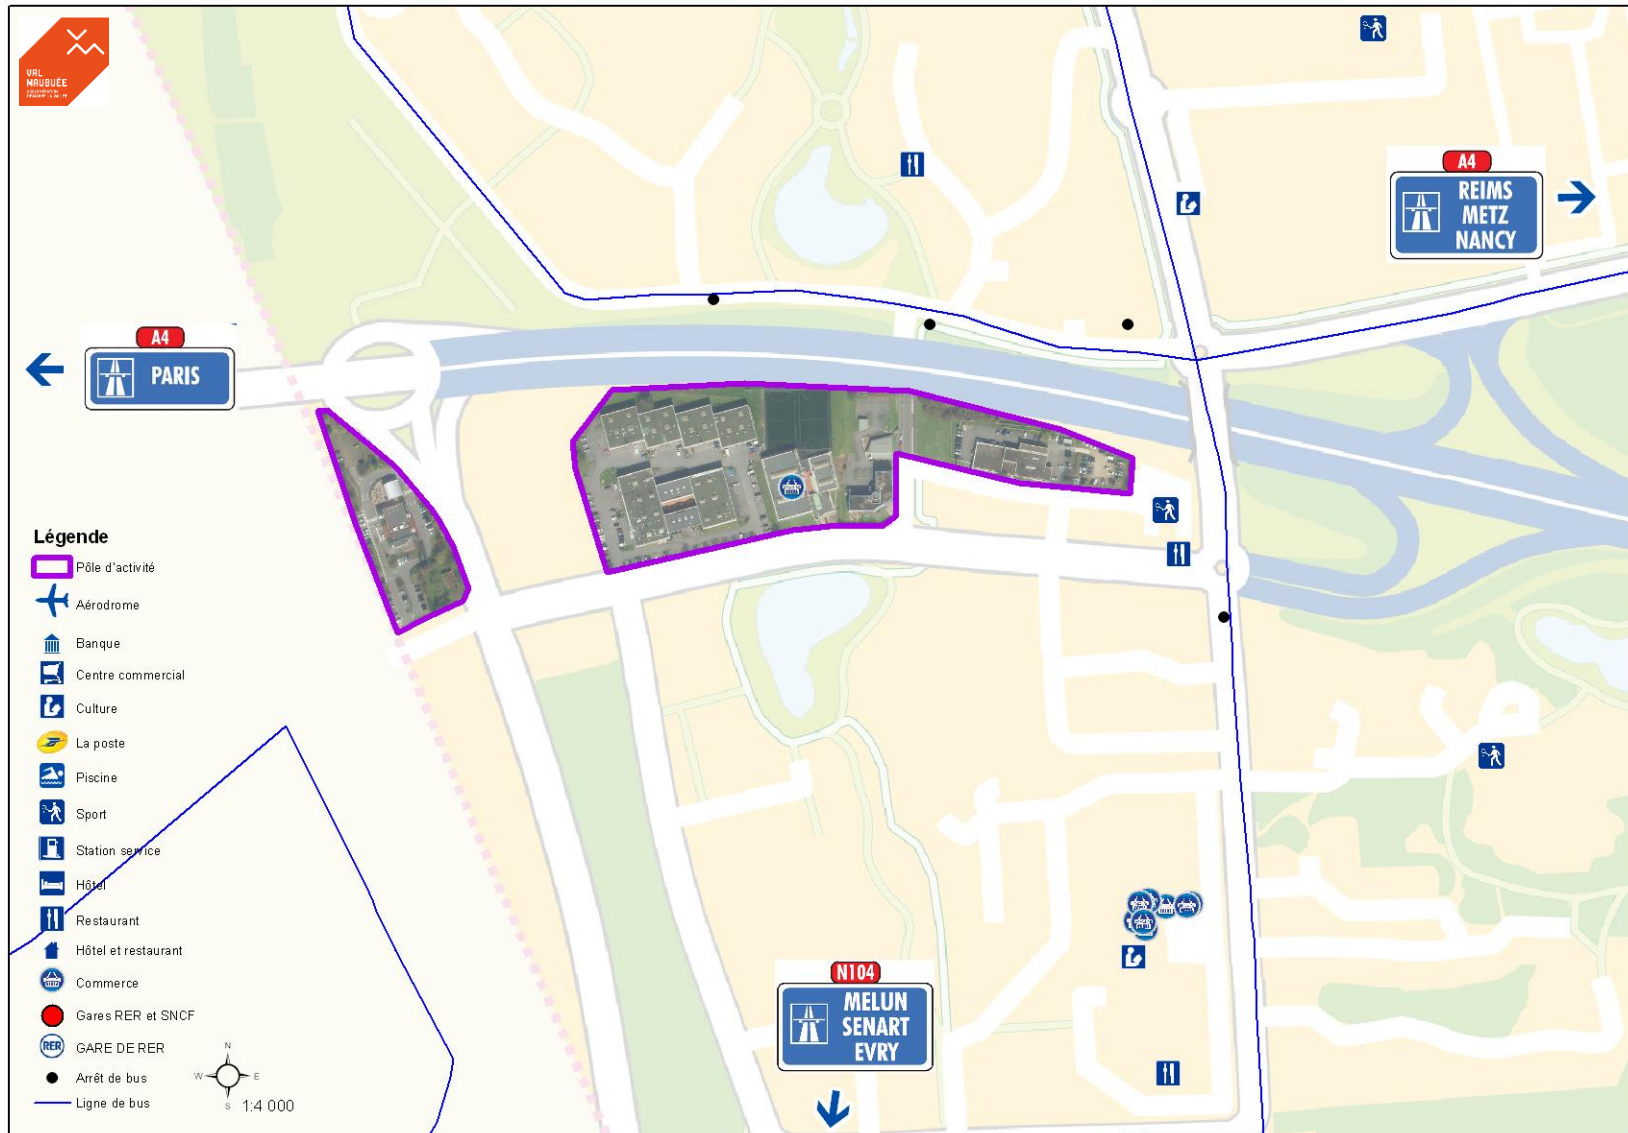 VAL
MAUBUÉE
A4
REIMS
METZ
NANCY
A4
PARIS
Légende
Pôle d'activité
Aérodrome
Banque
Centre commercial
Culture
La poste
Piscine
Sport
Station service
Hôtel
Restaurant
Hôtel et restaurant
Commerce
Gares RER et SNCF
RER GARE DE RER
Arrêt de bus
Ligne de bus
N
W E
S
1:4 000
N104
MELUN
SENART
EVRY